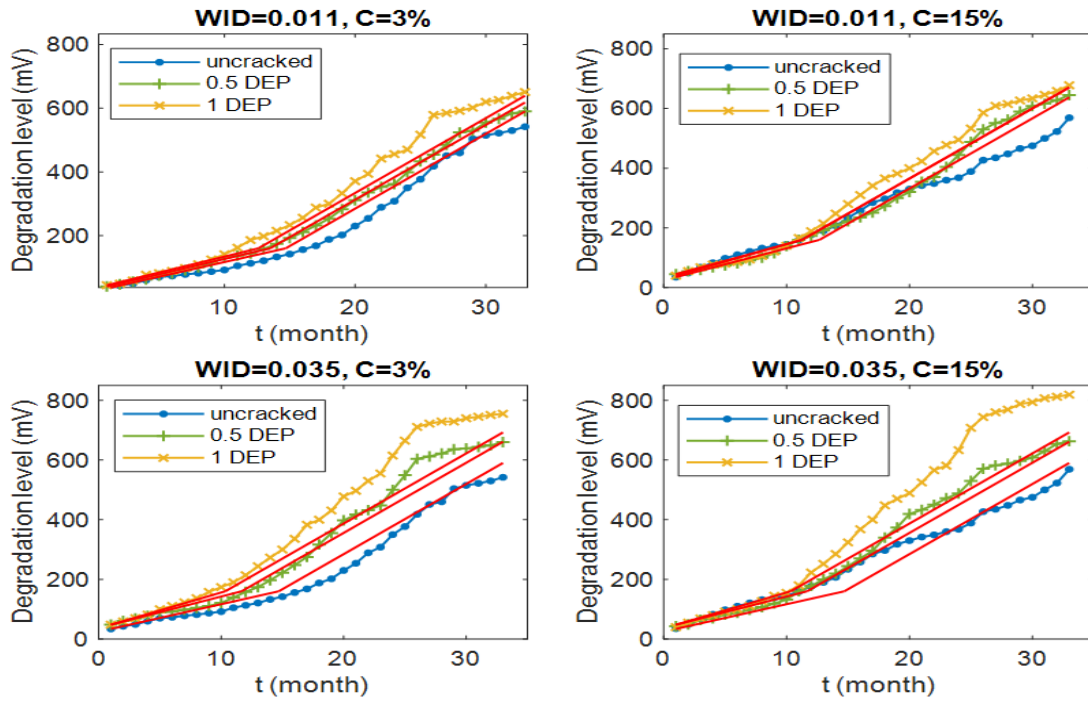 WID=0.011, C=3%
800
600
400
200
Degradation level (mV)
uncracked
0.5 DEP
1 DEP
10
20
30
t (month)
WID=0.011, C=15%
800
600
400
200
0
Degradation level (mV)
uncracked
0.5 DEP
1 DEP
0
10
20
30
t (month)
WID=0.035, C=3%
800
600
400
200
0
Degradation level (mV)
uncracked
0.5 DEP
1 DEP
0
10
20
30
t (month)
WID=0.035, C=15%
800
600
400
200
0
Degradation level (mV)
uncracked
0.5 DEP
1 DEP
0
10
20
30
t (month)